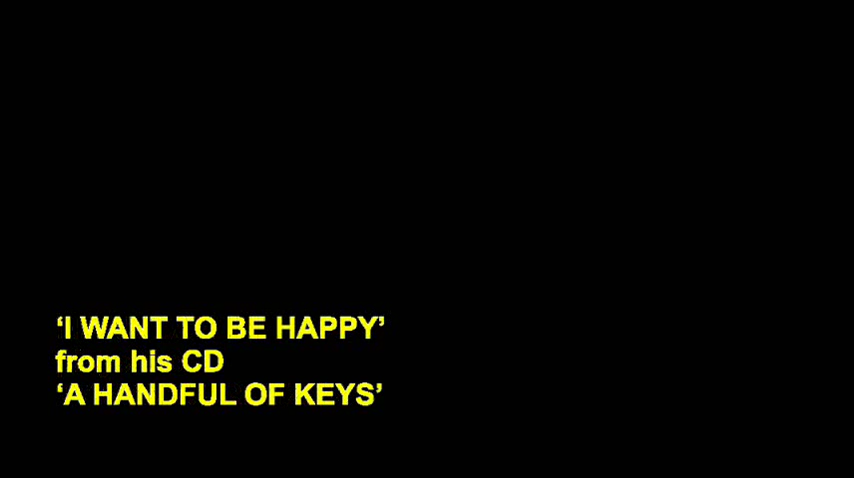 ‘I WANT TO BE HAPPY’
from his CD
‘A HANDFUL OF KEYS’